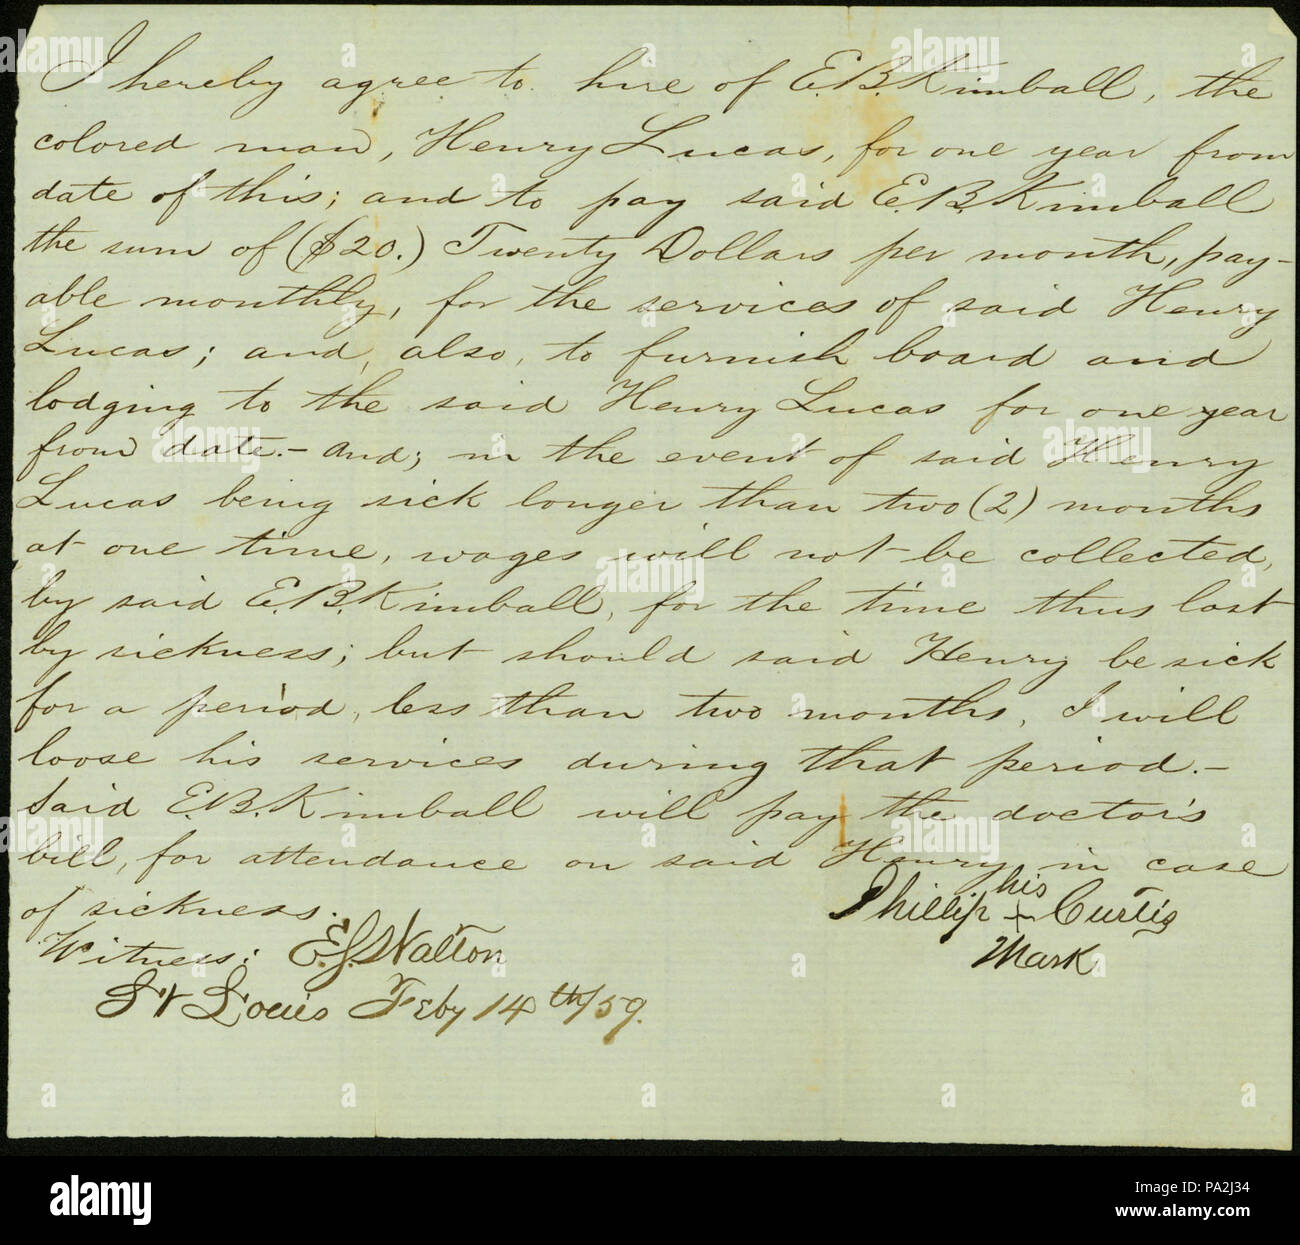 I hereby agree to hire of E.B. Kimball, the
colored man, Henry Lucas, for one year from
date of this; and to pay said E.B. Kimball
the sum of ($20.) Twenty Dollars per month, pay-
able monthly, for the services of said Henry
Lucas; and, also, to furnish board and
lodging to the said Henry Lucas for one year
from date.- and; in the event of said Henry
Lucas being sick longer than two (2) months
at one time, wages will not be collected,
by said E.B. Kimball, for the time thus lost
by sickness; but should said Henry be sick
for a period, less than two months, I will
loose his services during that period.-
Said E.B. Kimball will pay the doctor's
bill, for attendance on said Henry, in case
of sickness.
Phillip his + Curtis
Mark
Witness: E.J. Walton
St Louis Feby 14th/59.
alamy
Image ID: PA2J34
www.alamy.com